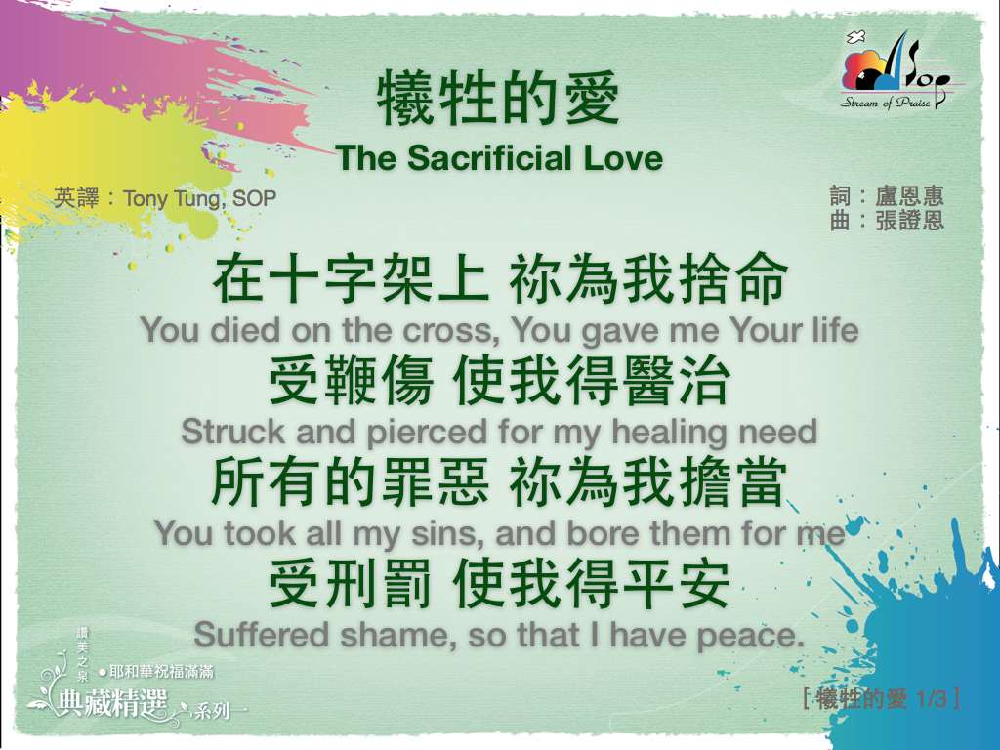 犧牲的愛
The Sacrificial Love
Sop
Stream of Praise
英譯：Tony Tung, SOP
詞：盧恩惠
曲：張證恩
在十字架上 祢為我捨命
You died on the cross, You gave me Your life
受鞭傷 使我得醫治
Struck and pierced for my healing need
所有的罪惡 祢為我擔當
You took all my sins, and bore them for me
受刑罰 使我得平安
Suffered shame, so that I have peace.
讚美之泉
●耶和華祝福滿滿
典藏精選 系列一
[ 犧牲的愛 1/3 ]